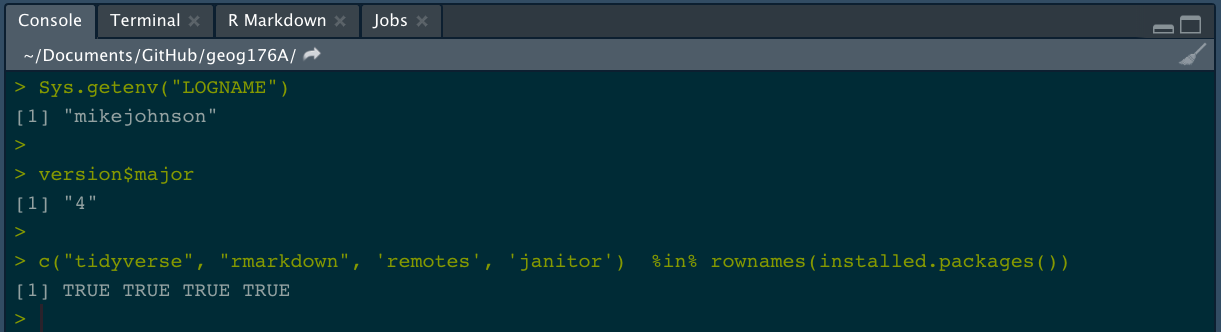 Console Terminal R Markdown Jobs
~/Documents/GitHub/geog176A/
> Sys.getenv("LOGNAME")
[1] "mikejohnson"
>
> version$major
[1] "4"
>
> c("tidyverse", "rmarkdown", 'remotes', 'janitor')  %in% rownames(installed.packages())
[1] TRUE TRUE TRUE TRUE
>